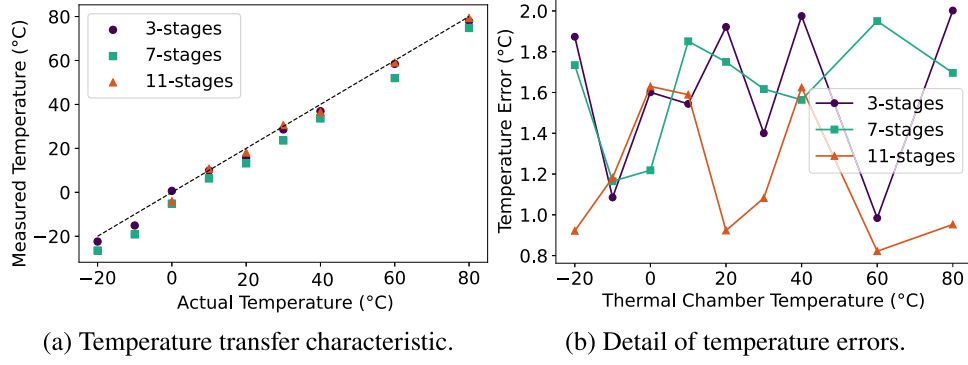 80
60
40
20
0
−20
Measured Temperature (°C)
3-stages
7-stages
11-stages
−20 0 20 40 60 80
Actual Temperature (°C)
(a) Temperature transfer characteristic.
2.0
1.8
1.6
1.4
1.2
1.0
0.8
Temperature Error (°C)
3-stages
7-stages
11-stages
−20 0 20 40 60 80
Thermal Chamber Temperature (°C)
(b) Detail of temperature errors.